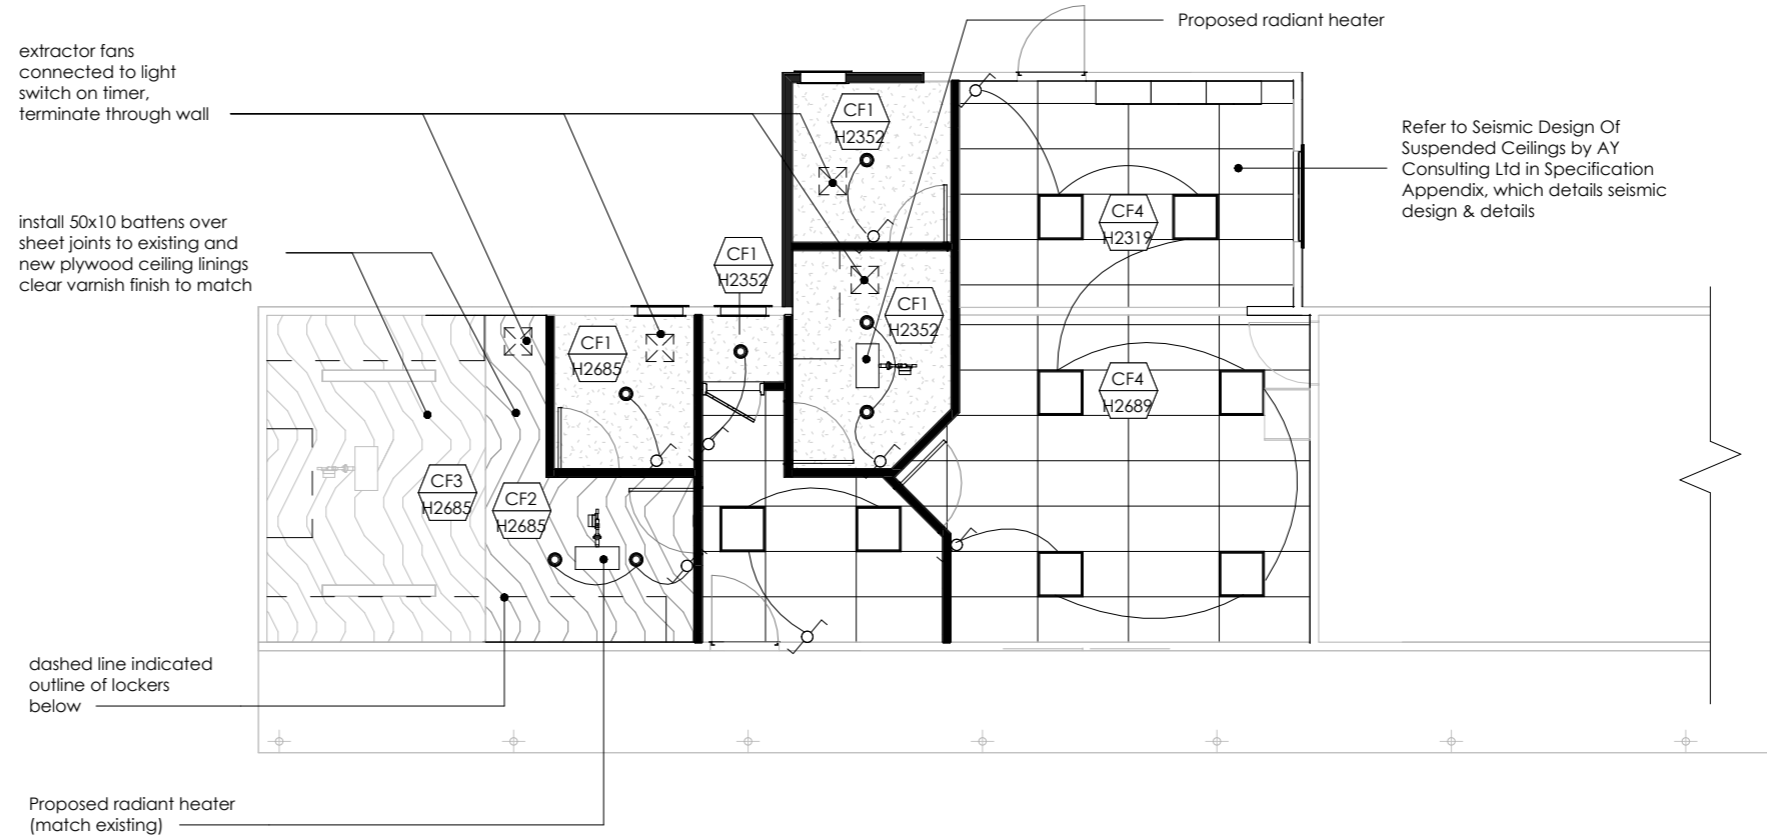 Proposed radiant heater
extractor fans
connected to light
switch on timer,
terminate through wall
Refer to Seismic Design Of
Suspended Ceilings by AY
Consulting Ltd in Specification
Appendix, which details seismic
design & details
install 50x10 battens over
sheet joints to existing and
new plywood ceiling linings
clear varnish finish to match
CF1
H2352
CF4
H2319
CF1
H2352
CF1
H2352
CF1
H2685
CF4
H2689
CF3
H2685
CF2
H2685
dashed line indicated
outline of lockers
below
Proposed radiant heater
(match existing)